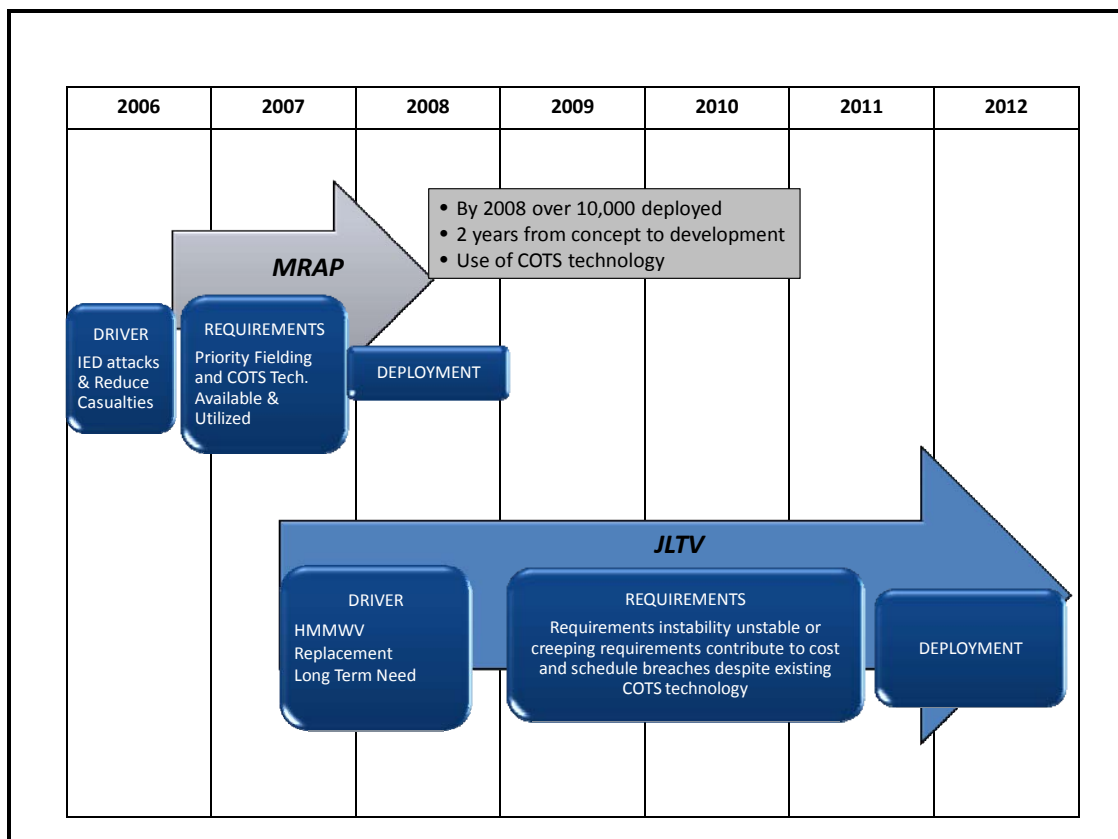 2006 2007 2008 2009 2010 2011 2012
• By 2008 over 10,000 deployed
• 2 years from concept to development
• Use of COTS technology
MRAP
DRIVER
IED attacks
& Reduce
Casualties
REQUIREMENTS
Priority Fielding
and COTS Tech.
Available &
Utilized
DEPLOYMENT
JLTV
DRIVER
HMMWV
Replacement
Long Term Need
REQUIREMENTS
Requirements instability unstable or
creeping requirements contribute to cost
and schedule breaches despite existing
COTS technology
DEPLOYMENT